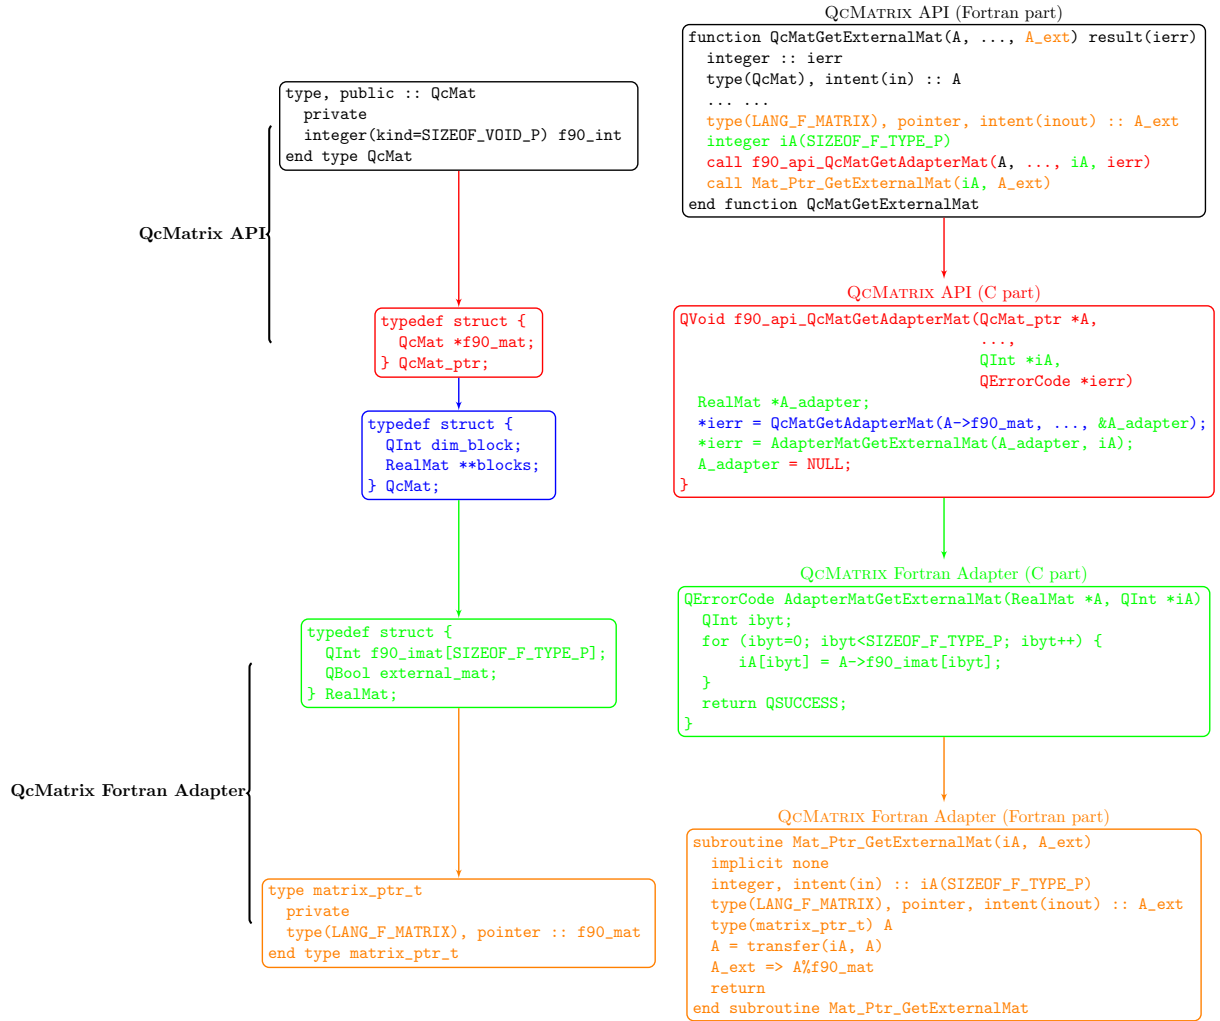 type, public :: QcMat
  private
  integer(kind=SIZEOF_VOID_P) f90_int
end type QcMat
QcMatrix API
typedef struct {
  QcMat *f90_mat;
} QcMat_ptr;
typedef struct {
  QInt dim_block;
  RealMat **blocks;
} QcMat;
typedef struct {
  QInt f90_imat[SIZEOF_F_TYPE_P];
  QBool external_mat;
} RealMat;
QcMatrix Fortran Adapter
type matrix_ptr_t
  private
  type(LANG_F_MATRIX), pointer :: f90_mat
end type matrix_ptr_t
QcMatrix API (Fortran part)
function QcMatGetExternalMat(A, ..., A_ext) result(ierr)
  integer :: ierr
  type(QcMat), intent(in) :: A
  ... ...
  type(LANG_F_MATRIX), pointer, intent(inout) :: A_ext
  integer iA(SIZEOF_F_TYPE_P)
  call f90_api_QcMatGetAdapterMat(A, ..., iA, ierr)
  call Mat_Ptr_GetExternalMat(iA, A_ext)
end function QcMatGetExternalMat
QcMatrix API (C part)
QVoid f90_api_QcMatGetAdapterMat(QcMat_ptr *A,
                                 ...,
                                 QInt *iA,
                                 QErrorCode *ierr)
  RealMat *A_adapter;
  *ierr = QcMatGetAdapterMat(A->f90_mat, ..., &A_adapter);
  *ierr = AdapterMatGetExternalMat(A_adapter, iA);
  A_adapter = NULL;
}
QcMatrix Fortran Adapter (C part)
QErrorCode AdapterMatGetExternalMat(RealMat *A, QInt *iA)
  QInt ibyt;
  for (ibyt=0; ibyt<SIZEOF_F_TYPE_P; ibyt++) {
      iA[ibyt] = A->f90_imat[ibyt];
  }
  return QSUCCESS;
}
QcMatrix Fortran Adapter (Fortran part)
subroutine Mat_Ptr_GetExternalMat(iA, A_ext)
  implicit none
  integer, intent(in) :: iA(SIZEOF_F_TYPE_P)
  type(LANG_F_MATRIX), pointer, intent(inout) :: A_ext
  type(matrix_ptr_t) A
  A = transfer(iA, A)
  A_ext => A%f90_mat
  return
end subroutine Mat_Ptr_GetExternalMat